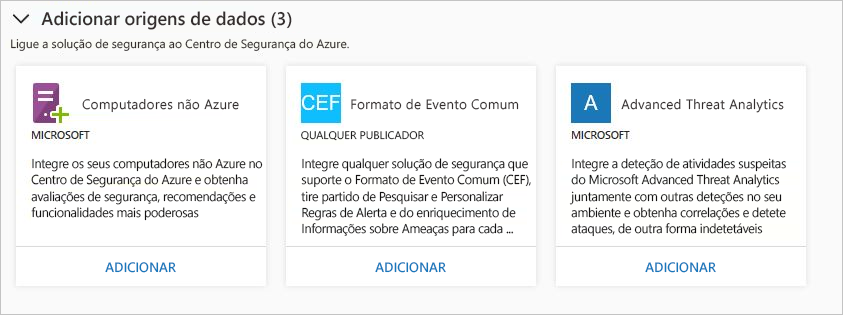 Adicionar origens de dados (3)
Ligue a solução de segurança ao Centro de Segurança do Azure.
Computadores não Azure
MICROSOFT
Integre os seus computadores não Azure no
Centro de Segurança do Azure e obtenha
avaliações de segurança, recomendações e
funcionalidades mais poderosas
ADICIONAR
CEF
Formato de Evento Comum
QUALQUER PUBLICADOR
Integre qualquer solução de segurança que
suporte o Formato de Evento Comum (CEF),
tire partido de Pesquisar e Personalizar
Regras de Alerta e do enriquecimento de
Informações sobre Ameaças para cada ...
ADICIONAR
A
Advanced Threat Analytics
MICROSOFT
Integre a deteção de atividades suspeitas
do Microsoft Advanced Threat Analytics
juntamente com outras deteções no seu
ambiente e obtenha correlações e detete
ataques, de outra forma indetetáveis
ADICIONAR